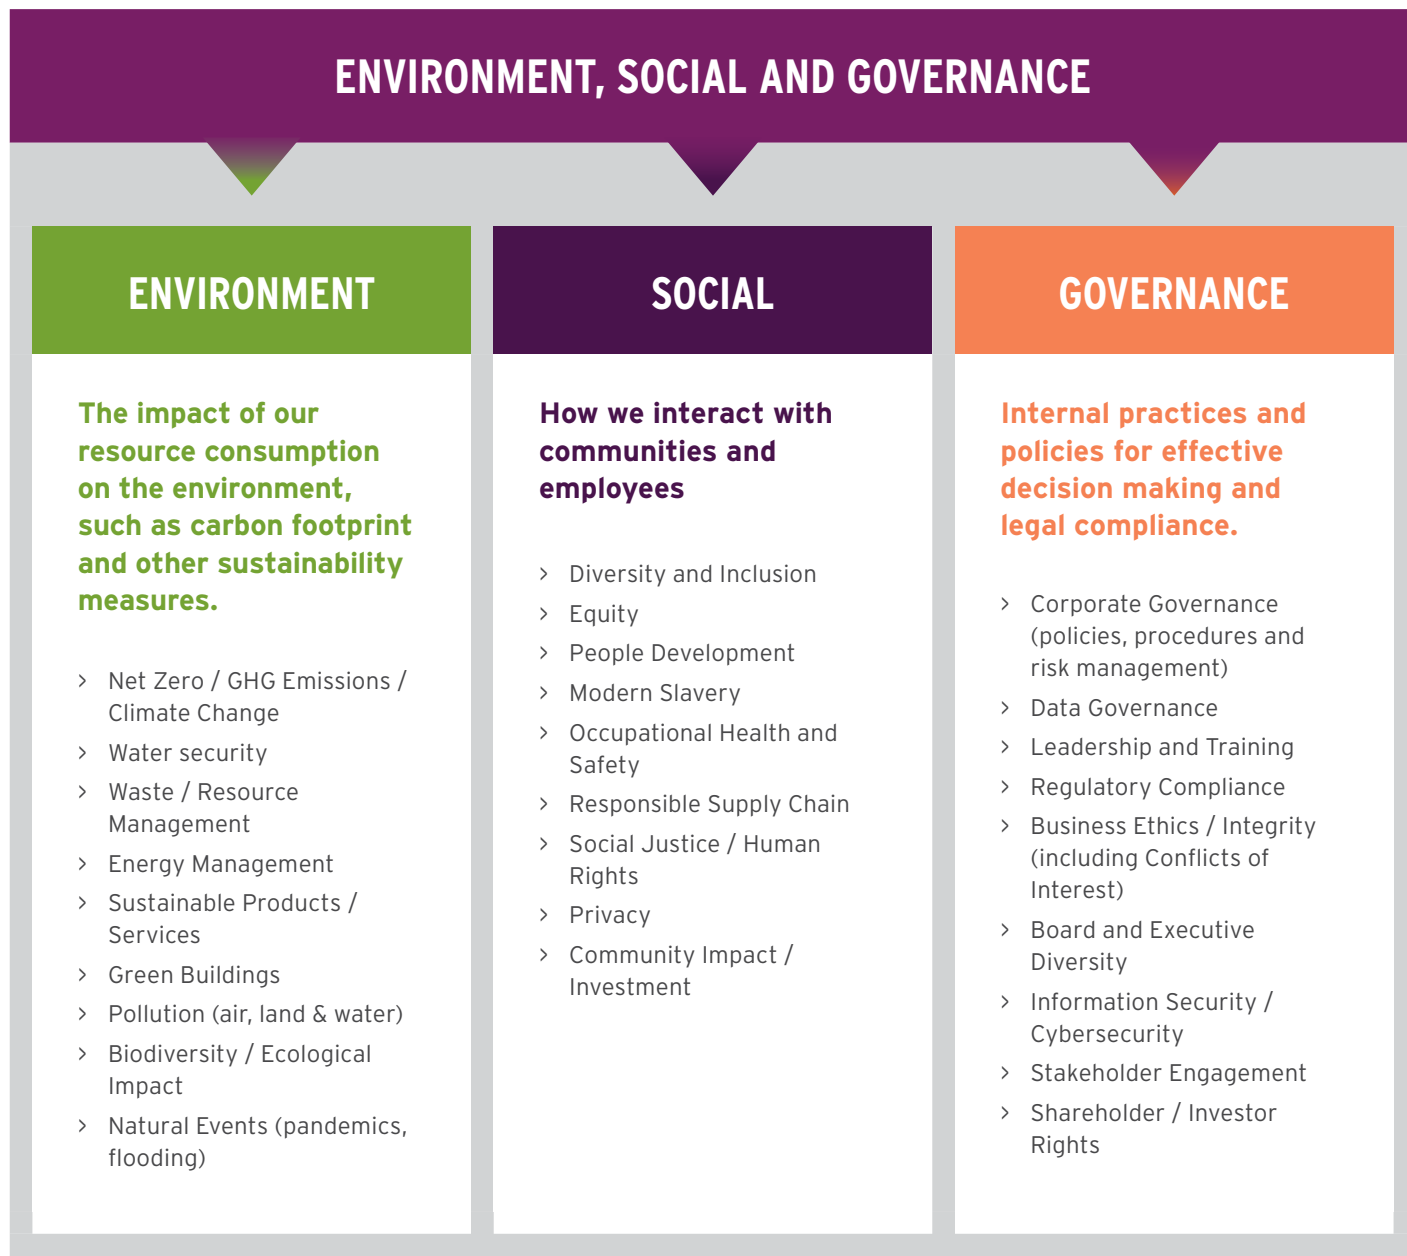 ENVIRONMENT, SOCIAL AND GOVERNANCE
ENVIRONMENT
The impact of our
resource consumption
on the environment,
such as carbon footprint
and other sustainability
measures.
> Net Zero / GHG Emissions /
Climate Change
> Water security
> Waste / Resource
Management
> Energy Management
> Sustainable Products /
Services
> Green Buildings
> Pollution (air, land & water)
> Biodiversity / Ecological
Impact
> Natural Events (pandemics,
flooding)
SOCIAL
How we interact with
communities and
employees
> Diversity and Inclusion
> Equity
> People Development
> Modern Slavery
> Occupational Health and
Safety
> Responsible Supply Chain
> Social Justice / Human
Rights
> Privacy
> Community Impact /
Investment
GOVERNANCE
Internal practices and
policies for effective
decision making and
legal compliance.
> Corporate Governance
(policies, procedures and
risk management)
> Data Governance
> Leadership and Training
> Regulatory Compliance
> Business Ethics / Integrity
(including Conflicts of
Interest)
> Board and Executive
Diversity
> Information Security /
Cybersecurity
> Stakeholder Engagement
> Shareholder / Investor
Rights